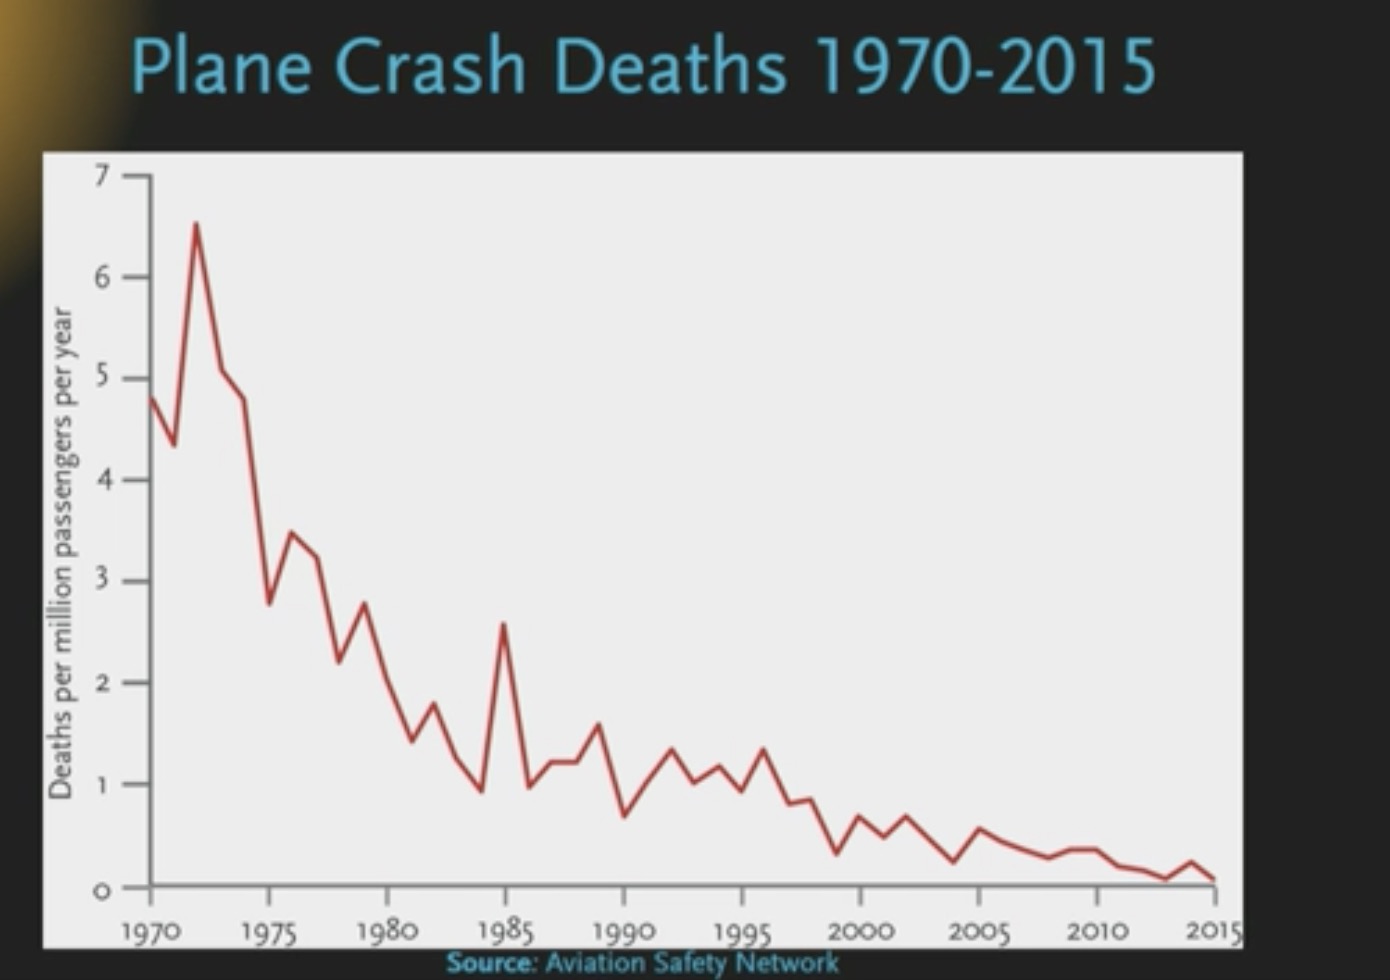 Plane Crash Deaths 1970-2015
Deaths per million passengers per year
7
6
5
4
3
2
1
0
1970 1975 1980 1985 1990 1995 2000 2005 2010 2015
Source: Aviation Safety Network